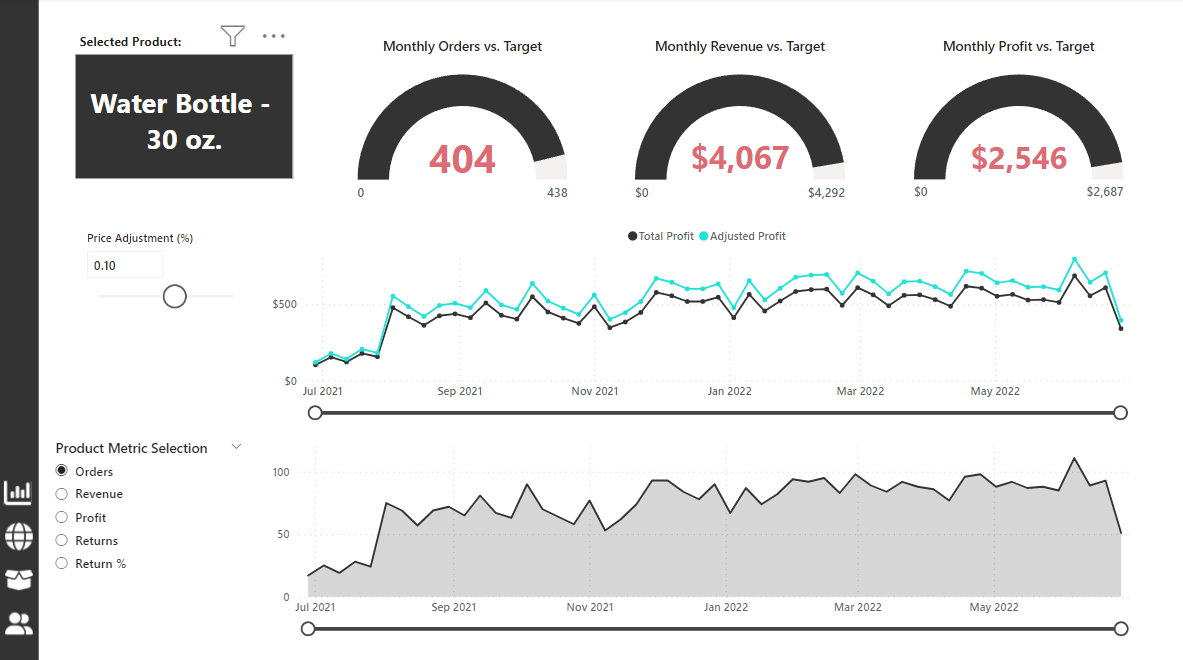 Selected Product:
Water Bottle -
30 oz.
Monthly Orders vs. Target
404
0
438
Monthly Revenue vs. Target
$4,067
$0
$4,292
Monthly Profit vs. Target
$2,546
$0
$2,687
Price Adjustment (%)
0.10
Total Profit
Adjusted Profit
$500
$0
Jul 2021
Sep 2021
Nov 2021
Jan 2022
Mar 2022
May 2022
Product Metric Selection
Orders
Revenue
Profit
Returns
Return %
100
50
0
Jul 2021
Sep 2021
Nov 2021
Jan 2022
Mar 2022
May 2022